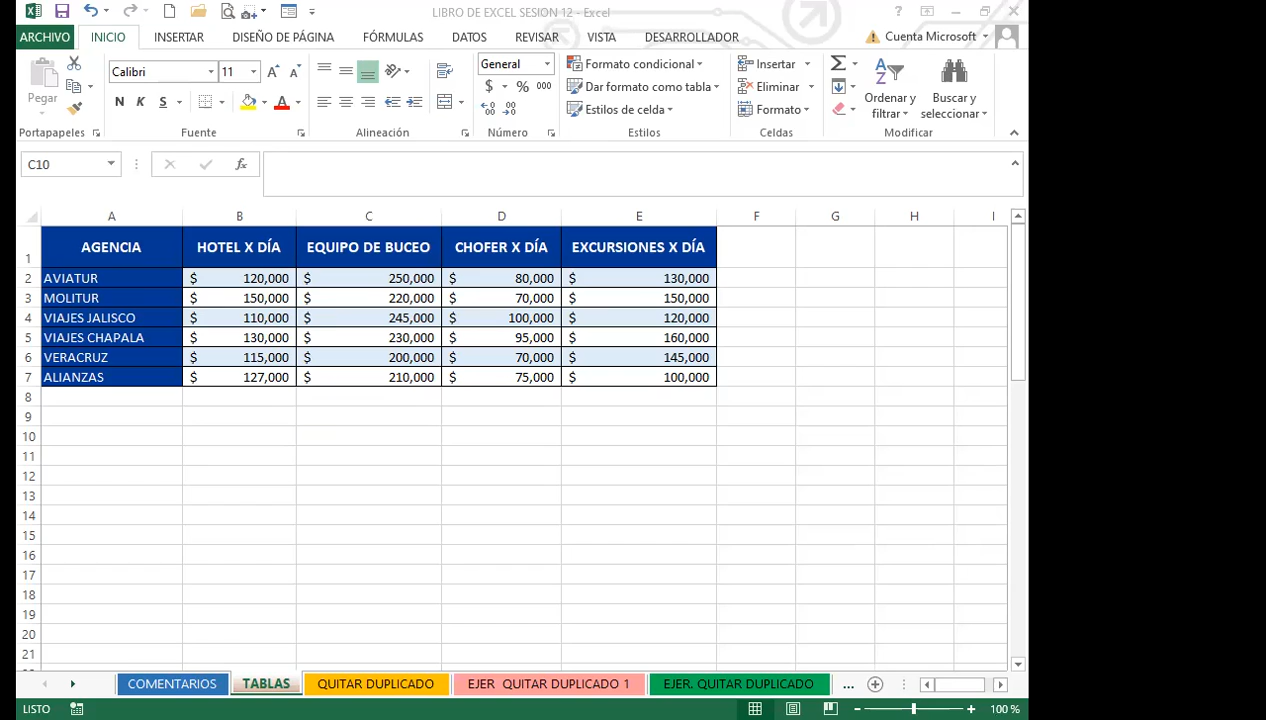 LIBRO DE EXCEL SESION 12 - Excel
ARCHIVO INICIO INSERTAR DISEÑO DE PÁGINA FÓRMULAS DATOS REVISAR VISTA DESARROLLADOR Cuenta Microsoft
Pegar
Calibri 11
N K S
General
$ % 000
Formato condicional
Dar formato como tabla
Estilos de celda
Insertar
Eliminar
Formato
Ordenar y
filtrar
Buscar y
seleccionar
Portapapeles Fuente Alineación Número Estilos Celdas Modificar
C10 fx
A B C D E F G H I
1 AGENCIA HOTEL X DÍA EQUIPO DE BUCEO CHOFER X DÍA EXCURSIONES X DÍA
2 AVIATUR $ 120,000 $ 250,000 $ 80,000 $ 130,000
3 MOLITUR $ 150,000 $ 220,000 $ 70,000 $ 150,000
4 VIAJES JALISCO $ 110,000 $ 245,000 $ 100,000 $ 120,000
5 VIAJES CHAPALA $ 130,000 $ 230,000 $ 95,000 $ 160,000
6 VERACRUZ $ 115,000 $ 200,000 $ 70,000 $ 145,000
7 ALIANZAS $ 127,000 $ 210,000 $ 75,000 $ 100,000
8
9
10
11
12
13
14
15
16
17
18
19
20
21
COMENTARIOS TABLAS QUITAR DUPLICADO EJER QUITAR DUPLICADO 1 EJER. QUITAR DUPLICADO ...
LISTO 100 %